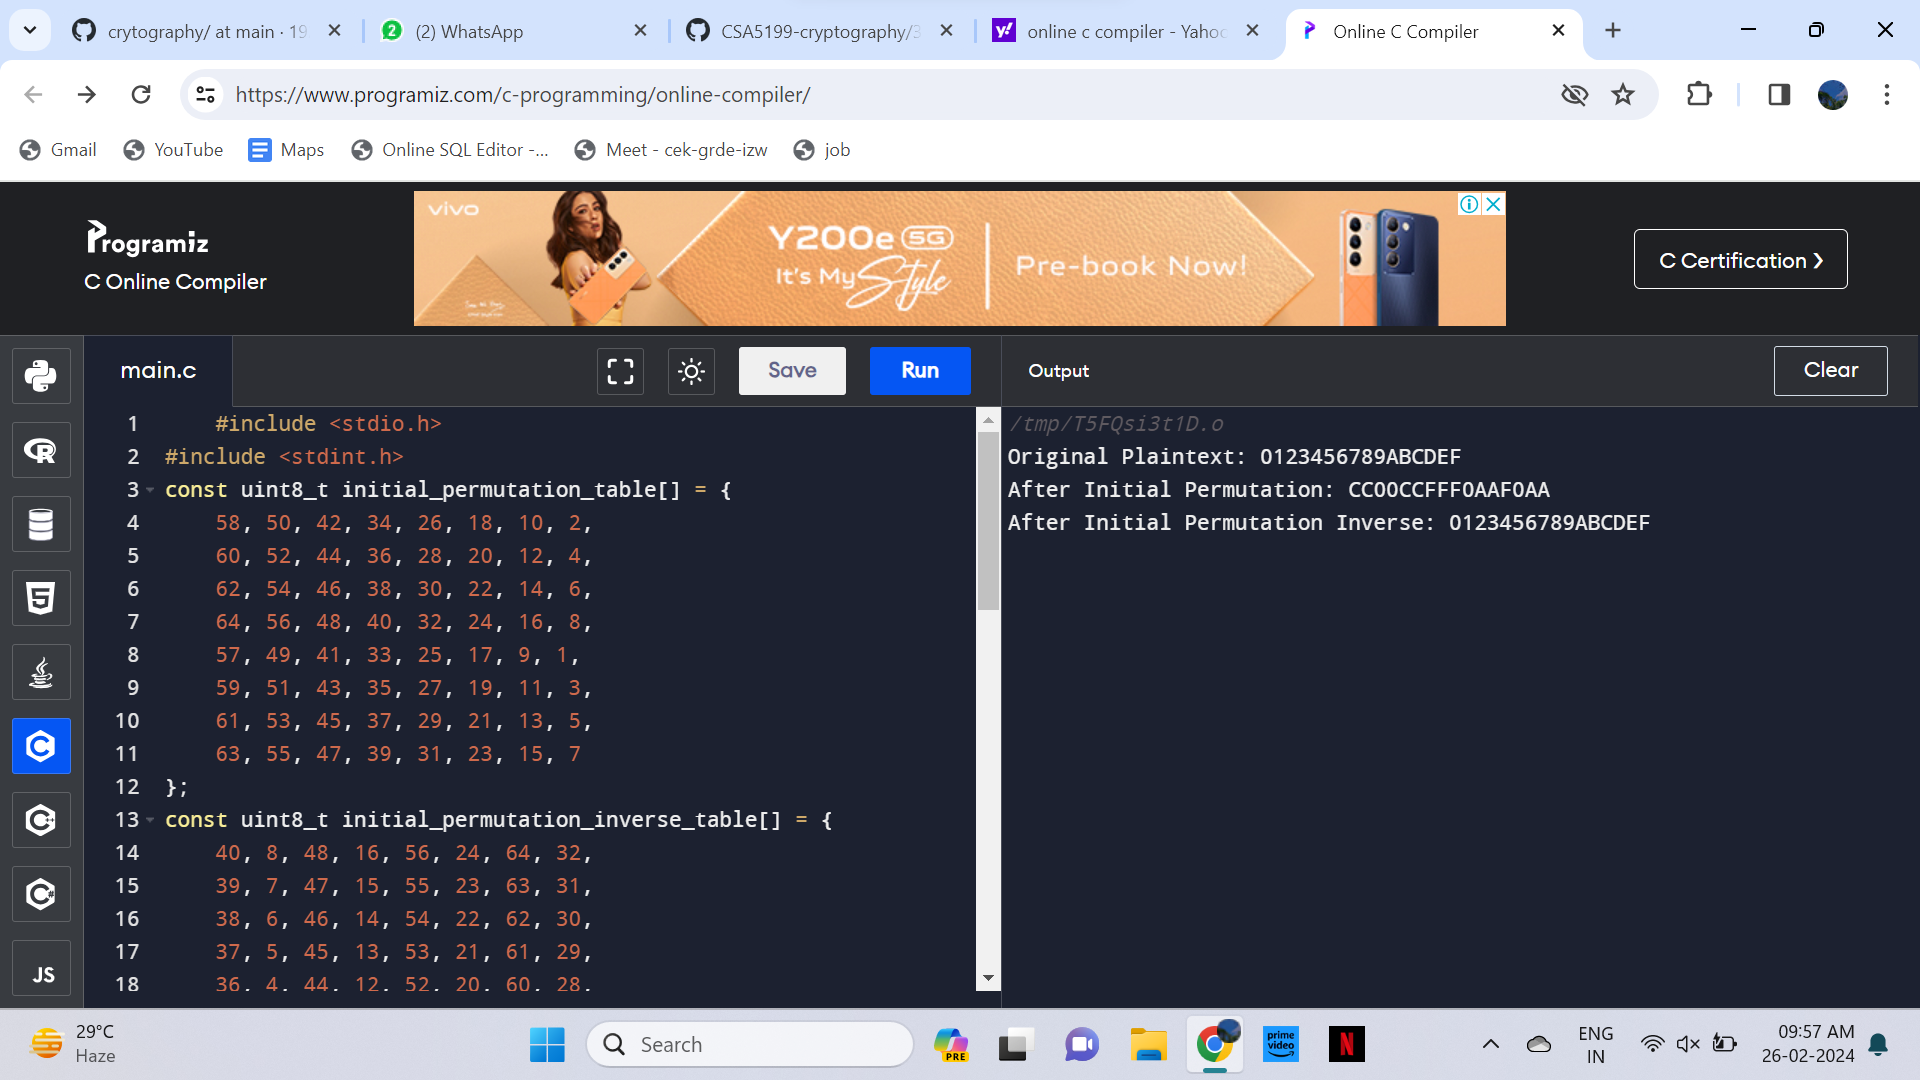 crytography/ at main · 19
(2) WhatsApp
CSA5199-cryptography/3
online c compiler - Yahoo
Online C Compiler
https://www.programiz.com/c-programming/online-compiler/
Gmail
YouTube
Maps
Online SQL Editor -...
Meet - cek-grde-izw
job
Programiz
C Online Compiler
vivo
Y200e 5G
It's My Style
Pre-book Now!
C Certification ❯
main.c
Save
Run
Output
Clear
1 #include <stdio.h>
2 #include <stdint.h>
3 const uint8_t initial_permutation_table[] = {
4 58, 50, 42, 34, 26, 18, 10, 2,
5 60, 52, 44, 36, 28, 20, 12, 4,
6 62, 54, 46, 38, 30, 22, 14, 6,
7 64, 56, 48, 40, 32, 24, 16, 8,
8 57, 49, 41, 33, 25, 17, 9, 1,
9 59, 51, 43, 35, 27, 19, 11, 3,
10 61, 53, 45, 37, 29, 21, 13, 5,
11 63, 55, 47, 39, 31, 23, 15, 7
12 };
13 const uint8_t initial_permutation_inverse_table[] = {
14 40, 8, 48, 16, 56, 24, 64, 32,
15 39, 7, 47, 15, 55, 23, 63, 31,
16 38, 6, 46, 14, 54, 22, 62, 30,
17 37, 5, 45, 13, 53, 21, 61, 29,
18 36, 4, 44, 12, 52, 20, 60, 28,
/tmp/T5FQsi3t1D.o
Original Plaintext: 0123456789ABCDEF
After Initial Permutation: CC00CCFFF0AAF0AA
After Initial Permutation Inverse: 0123456789ABCDEF
JS
29°C
Haze
Search
PRE
prime
video
N
ENG
IN
09:57 AM
26-02-2024